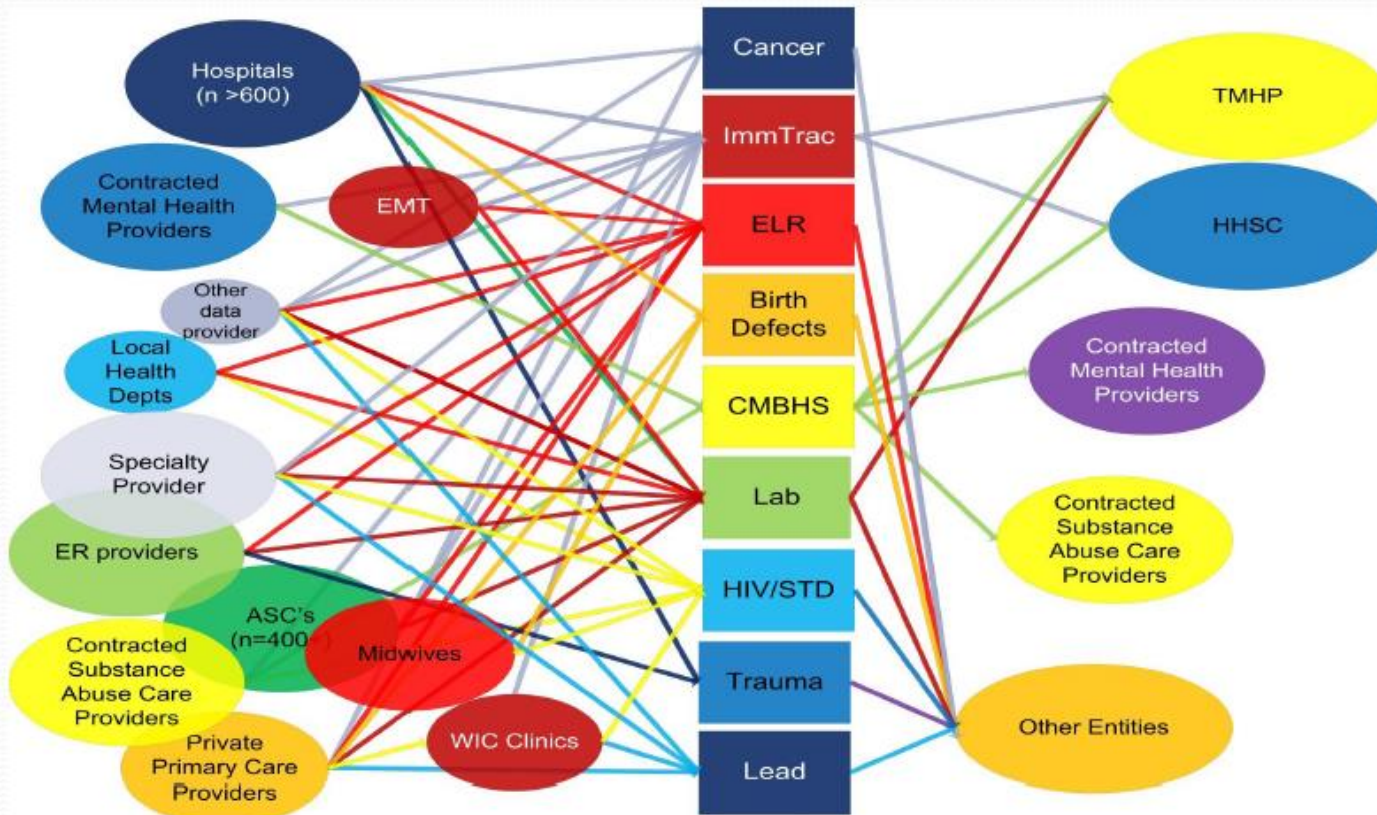 Hospitals
(n >600)
Contracted
Mental Health
Providers
EMT
Other
data
provider
Local
Health
Depts
Specialty
Provider
ER providers
ASC's
(n=400+)
Contracted
Substance
Abuse Care
Providers
Midwives
WIC Clinics
Private
Primary Care
Providers
Cancer
ImmTrac
ELR
Birth
Defects
CMBHS
Lab
HIV/STD
Trauma
Lead
TMHP
HHSC
Contracted
Mental Health
Providers
Contracted
Substance
Abuse Care
Providers
Other Entities